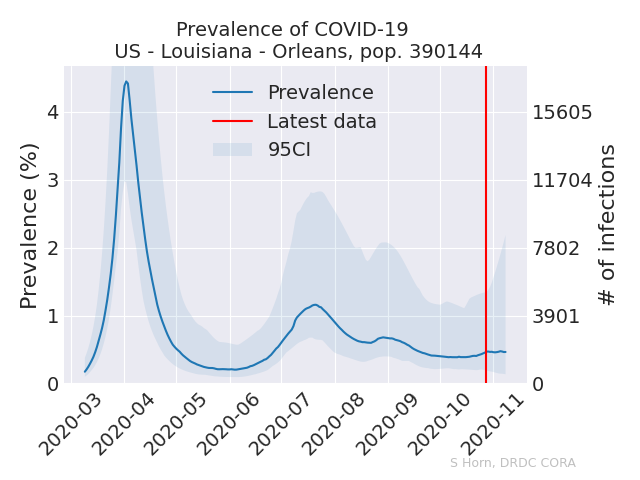 Prevalence of COVID-19
US - Louisiana - Orleans, pop. 390144
Prevalence
Latest data
95CI
Prevalence (%)
4
3
2
1
0
15605
11704
7802
3901
0
# of infections
2020-03
2020-04
2020-05
2020-06
2020-07
2020-08
2020-09
2020-10
2020-11
S Horn, DRDC CORA